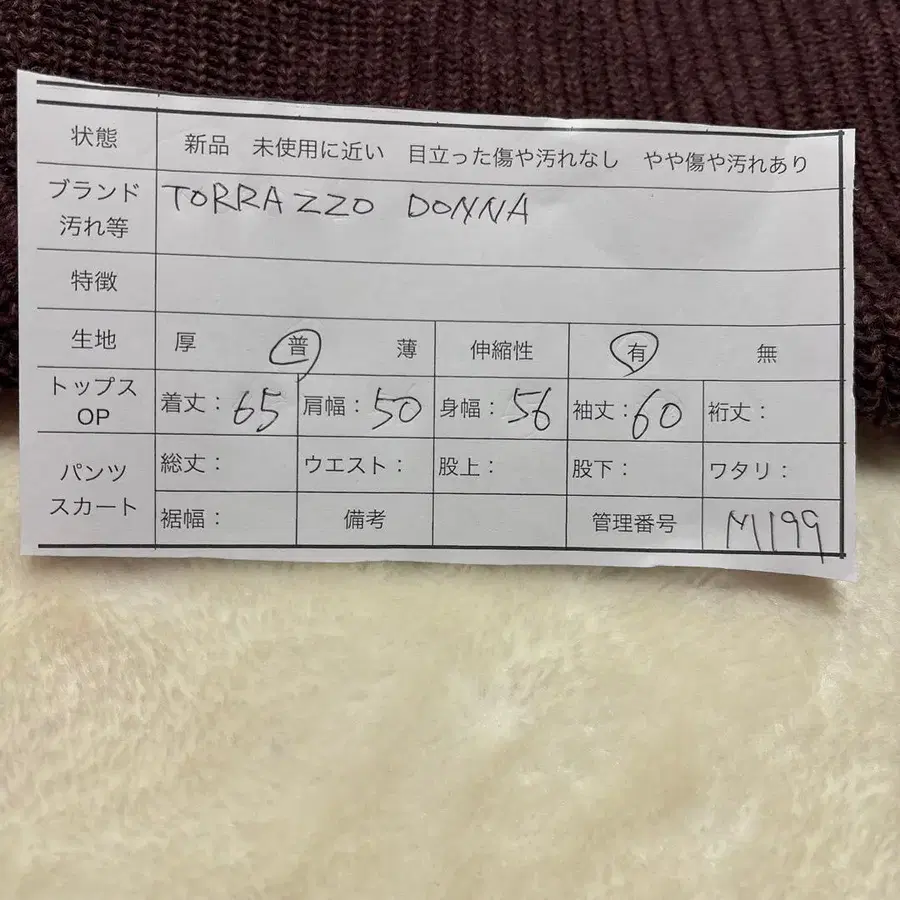 状態 新品 未使用に近い 目立った傷や汚れなし やや傷や汚れあり
ブランド 汚れ等 TORRAZZO DONNA
特徴
生地 厚 普 薄 伸縮性 有 無
トップス OP 着丈：65 肩幅：50 身幅：56 袖丈：60 裄丈：
パンツ スカート 総丈： ウエスト： 股上： 股下： ワタリ：
裾幅： 備考 管理番号 M199